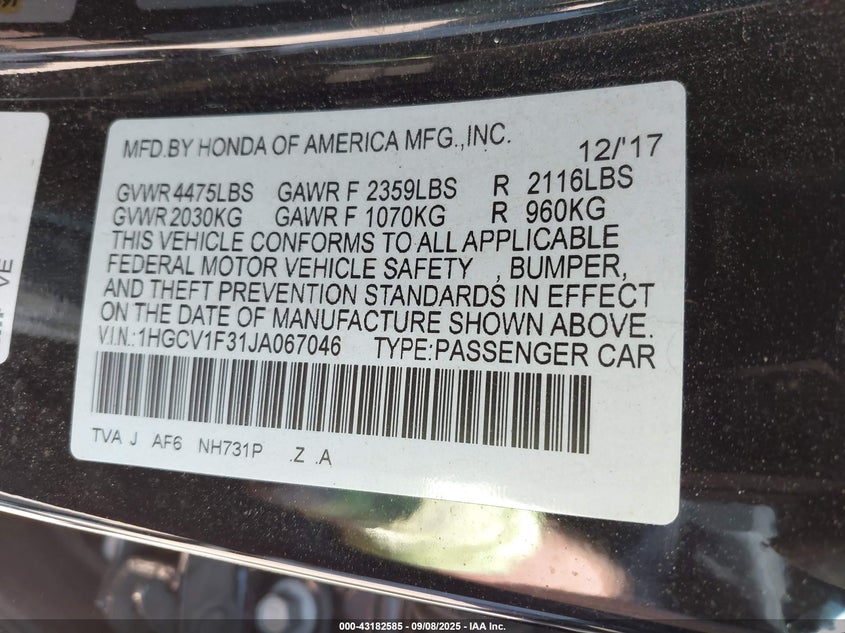 MFD.BY HONDA OF AMERICA MFG.,INC. 12/'17
GVWR 4475LBS GAWR F 2359LBS R 2116LBS
GVWR 2030KG GAWR F 1070KG R 960KG
THIS VEHICLE CONFORMS TO ALL APPLICABLE
FEDERAL MOTOR VEHICLE SAFETY , BUMPER,
AND THEFT PREVENTION STANDARDS IN EFFECT
ON THE DATE OF MANUFACTURE SHOWN ABOVE.
V.I.N.:1HGCV1F31JA067046 TYPE:PASSENGER CAR
TVA J AF6 NH731P .Z .A
VE
000-43182585 - 09/08/2025 - IAA Inc.